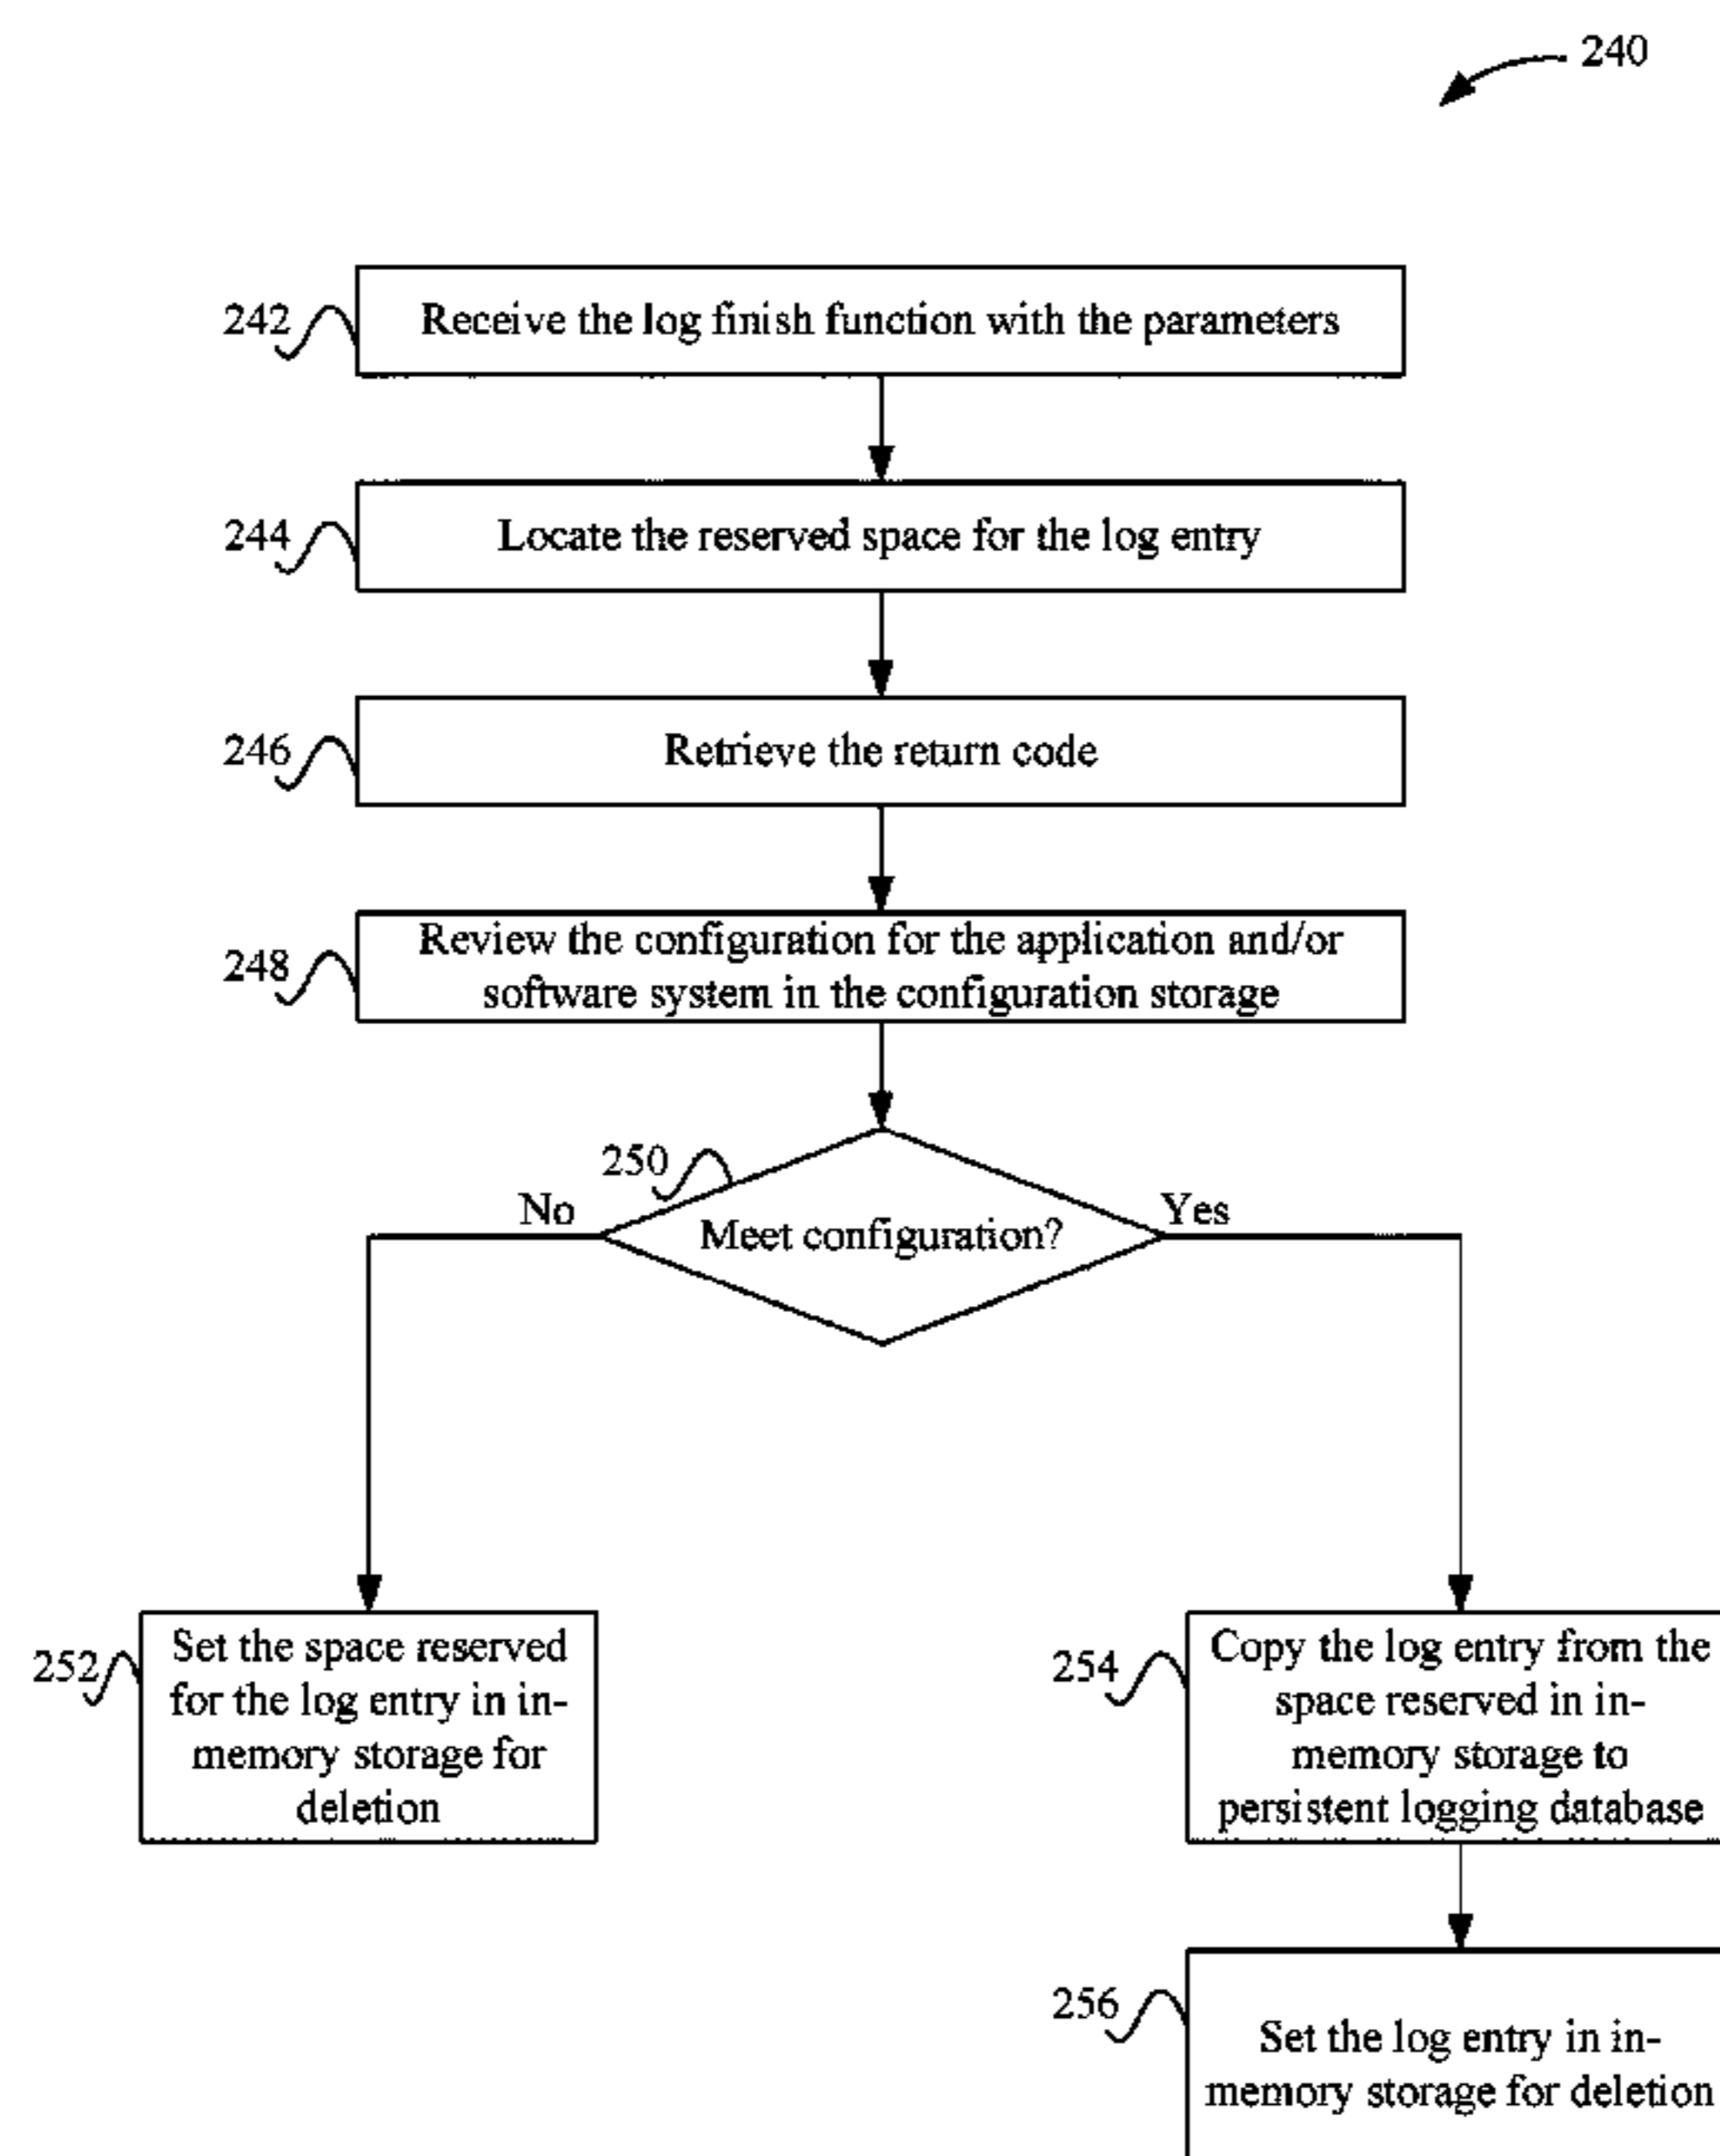 240
242
Receive the log finish function with the parameters
244
Locate the reserved space for the log entry
246
Retrieve the return code
248
Review the configuration for the application and/or
software system in the configuration storage
250
No
Meet configuration?
Yes
252
Set the space reserved
for the log entry in in-
memory storage for
deletion
254
Copy the log entry from the
space reserved in in-
memory storage to
persistent logging database
256
Set the log entry in in-
memory storage for deletion